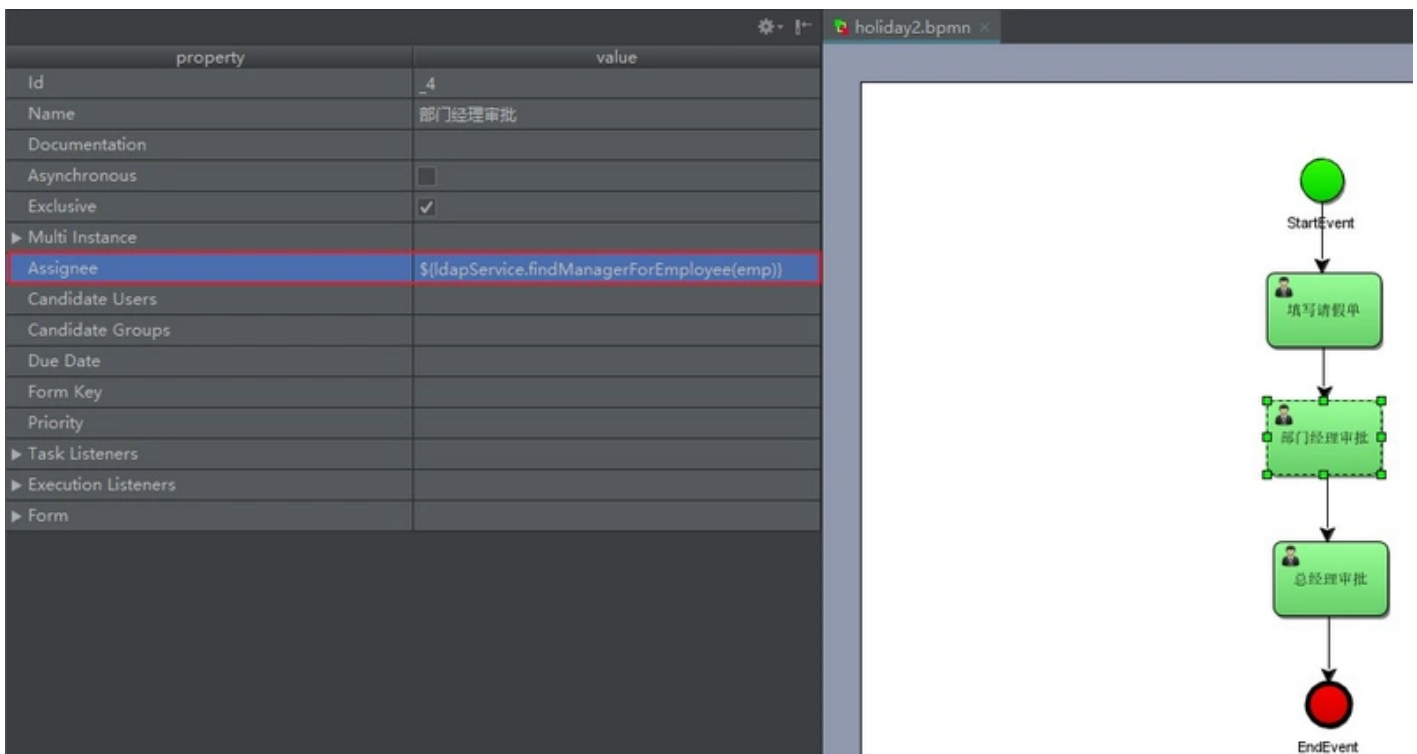 holiday2.bpmn
property value
Id _4
Name 部门经理审批
Documentation
Asynchronous
Exclusive
Multi Instance
Assignee ${ldapService.findManagerForEmployee(emp)}
Candidate Users
Candidate Groups
Due Date
Form Key
Priority
Task Listeners
Execution Listeners
Form
StartEvent
填写请假单
部门经理审批
总经理审批
EndEvent